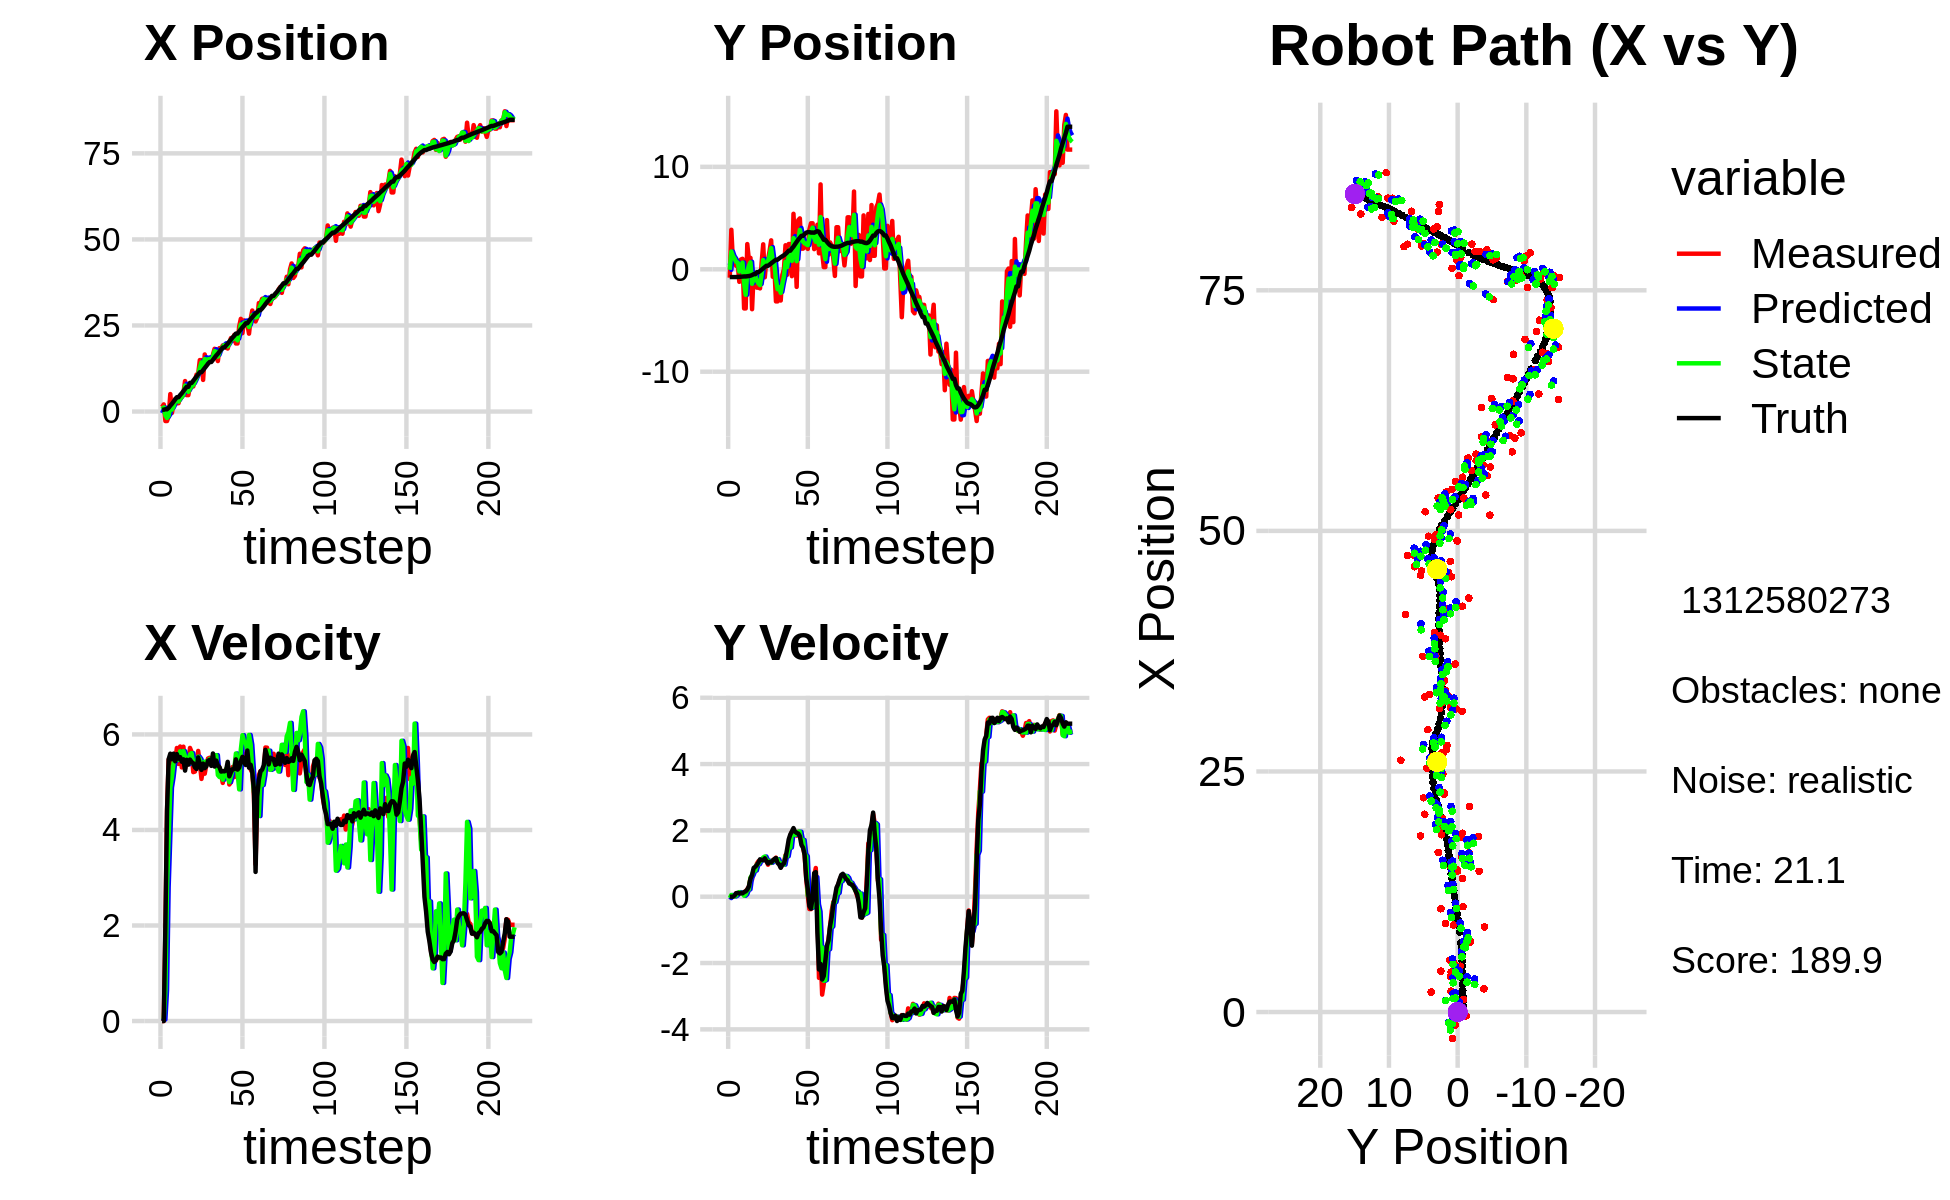 X Position
75
50
25
0
0 50 100 150 200
timestep
Y Position
10
0
-10
0 50 100 150 200
timestep
X Velocity
6
4
2
0
0 50 100 150 200
timestep
Y Velocity
6
4
2
0
-2
-4
0 50 100 150 200
timestep
Robot Path (X vs Y)
X Position
75
50
25
0
20 10 0 -10 -20
Y Position
variable
Measured
Predicted
State
Truth
1312580273
Obstacles: none
Noise: realistic
Time: 21.1
Score: 189.9